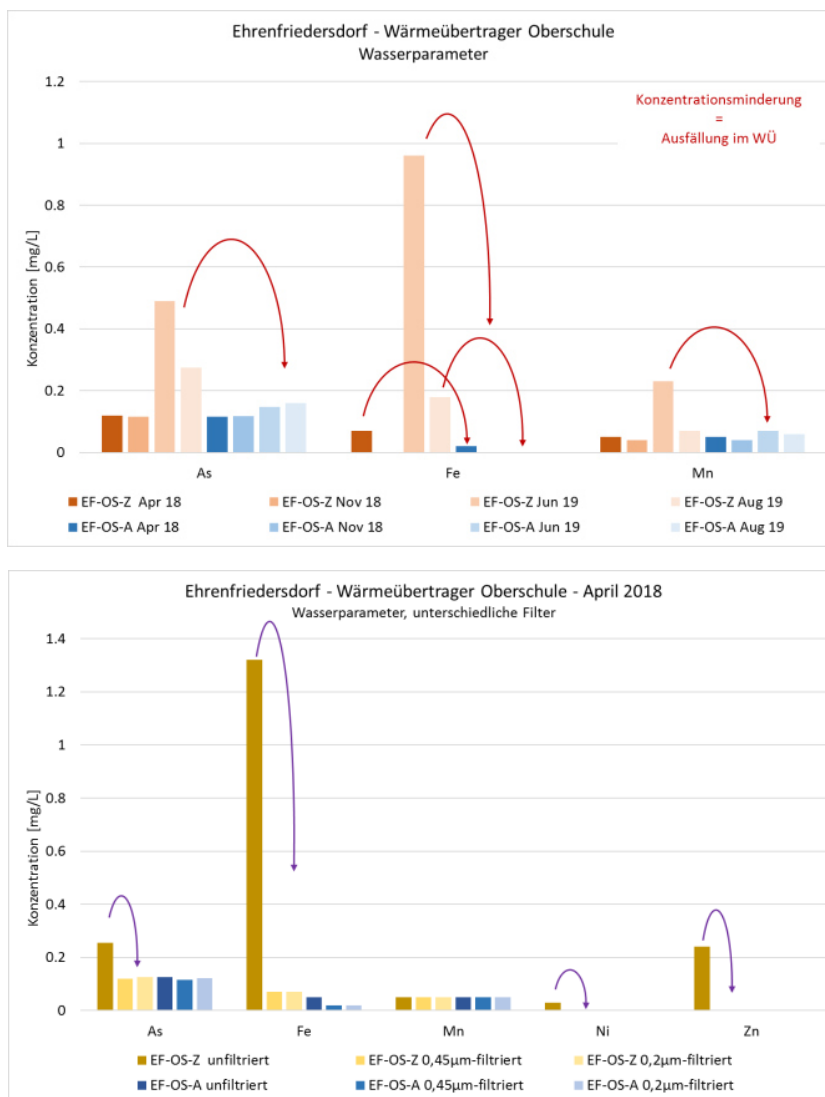 Ehrenfriedersdorf - Wärmeübertrager Oberschule
Wasserparameter
Konzentrationsminderung
=
Ausfällung im WÜ
Konzentration [mg/L]
1.2
1
0.8
0.6
0.4
0.2
0
As Fe Mn
EF-OS-Z Apr 18 EF-OS-Z Nov 18 EF-OS-Z Jun 19 EF-OS-Z Aug 19
EF-OS-A Apr 18 EF-OS-A Nov 18 EF-OS-A Jun 19 EF-OS-A Aug 19
Ehrenfriedersdorf - Wärmeübertrager Oberschule - April 2018
Wasserparameter, unterschiedliche Filter
Konzentration [mg/L]
1.4
1.2
1
0.8
0.6
0.4
0.2
0
As Fe Mn Ni Zn
EF-OS-Z unfiltriert EF-OS-Z 0,45µm-filtriert EF-OS-Z 0,2µm-filtriert
EF-OS-A unfiltriert EF-OS-A 0,45µm-filtriert EF-OS-A 0,2µm-filtriert